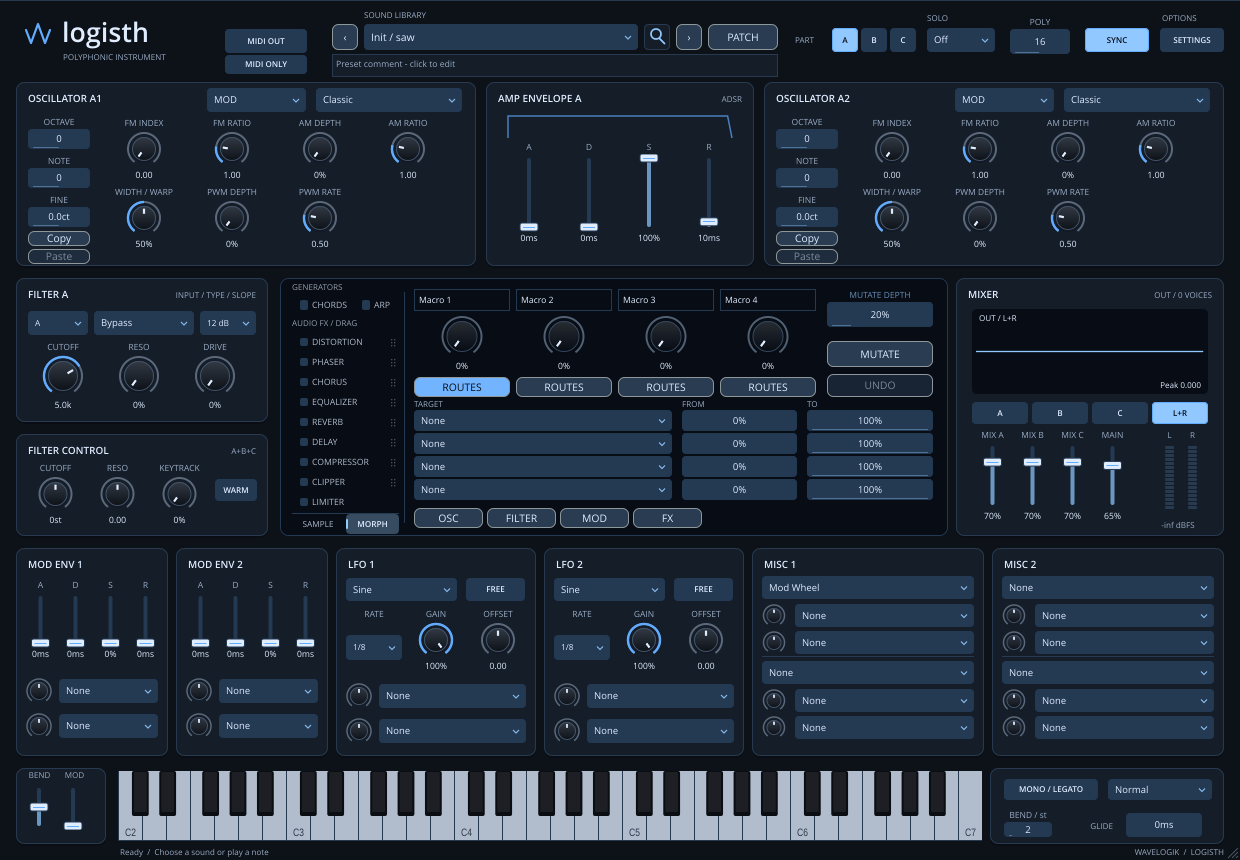 logisth
POLYPHONIC INSTRUMENT
MIDI OUT
MIDI ONLY
SOUND LIBRARY
‹ Init / saw › PATCH
Preset comment - click to edit
PART A B C
SOLO
Off
POLY
16
SYNC
OPTIONS
SETTINGS
OSCILLATOR A1 MOD Classic
OCTAVE FM INDEX FM RATIO AM DEPTH AM RATIO
0
NOTE 0.00 1.00 0% 1.00
0
FINE WIDTH / WARP PWM DEPTH PWM RATE
0.0ct
Copy 50% 0% 0.50
Paste
AMP ENVELOPE A ADSR
A D S R
0ms 0ms 100% 10ms
OSCILLATOR A2 MOD Classic
OCTAVE FM INDEX FM RATIO AM DEPTH AM RATIO
0
NOTE 0.00 1.00 0% 1.00
0
FINE WIDTH / WARP PWM DEPTH PWM RATE
0.0ct
Copy 50% 0% 0.50
Paste
FILTER A INPUT / TYPE / SLOPE
A Bypass 12 dB
CUTOFF RESO DRIVE
5.0k 0% 0%
FILTER CONTROL A+B+C
CUTOFF RESO KEYTRACK
WARM
0st 0.00 0%
GENERATORS
CHORDS ARP
AUDIO FX / DRAG
DISTORTION
PHASER
CHORUS
EQUALIZER
REVERB
DELAY
COMPRESSOR
CLIPPER
LIMITER
SAMPLE MORPH
Macro 1 Macro 2 Macro 3 Macro 4
0% 0% 0% 0%
ROUTES ROUTES ROUTES ROUTES
MUTATE DEPTH
20%
MUTATE
UNDO
TARGET FROM TO
None 0% 100%
None 0% 100%
None 0% 100%
None 0% 100%
OSC FILTER MOD FX
MIXER OUT / 0 VOICES
OUT / L+R
Peak 0.000
A B C L+R
MIX A MIX B MIX C MAIN L R
70% 70% 70% 65%
-inf dBFS
MOD ENV 1
A D S R
0ms 0ms 0% 0ms
None
None
MOD ENV 2
A D S R
0ms 0ms 0% 0ms
None
None
LFO 1
Sine FREE
RATE GAIN OFFSET
1/8
100% 0.00
None
None
LFO 2
Sine FREE
RATE GAIN OFFSET
1/8
100% 0.00
None
None
MISC 1
Mod Wheel
None
None
None
None
None
MISC 2
None
None
None
None
None
None
BEND MOD
C2 C3 C4 C5 C6 C7
MONO / LEGATO Normal
BEND / st
2
GLIDE 0ms
Ready / Choose a sound or play a note
WAVELOGIK / LOGISTH